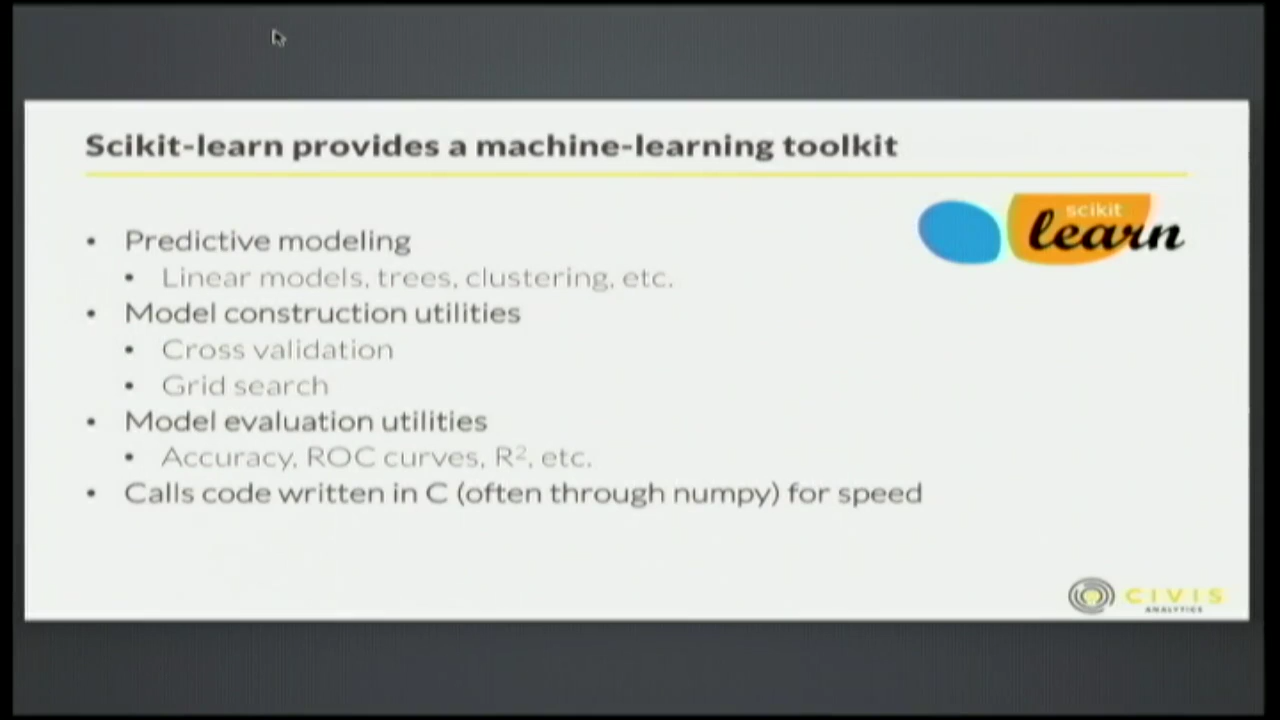 Scikit-learn provides a machine-learning toolkit
scikit
learn
• Predictive modeling
• Linear models, trees, clustering, etc.
• Model construction utilities
• Cross validation
• Grid search
• Model evaluation utilities
• Accuracy, ROC curves, R², etc.
• Calls code written in C (often through numpy) for speed
CIVIS
ANALYTICS